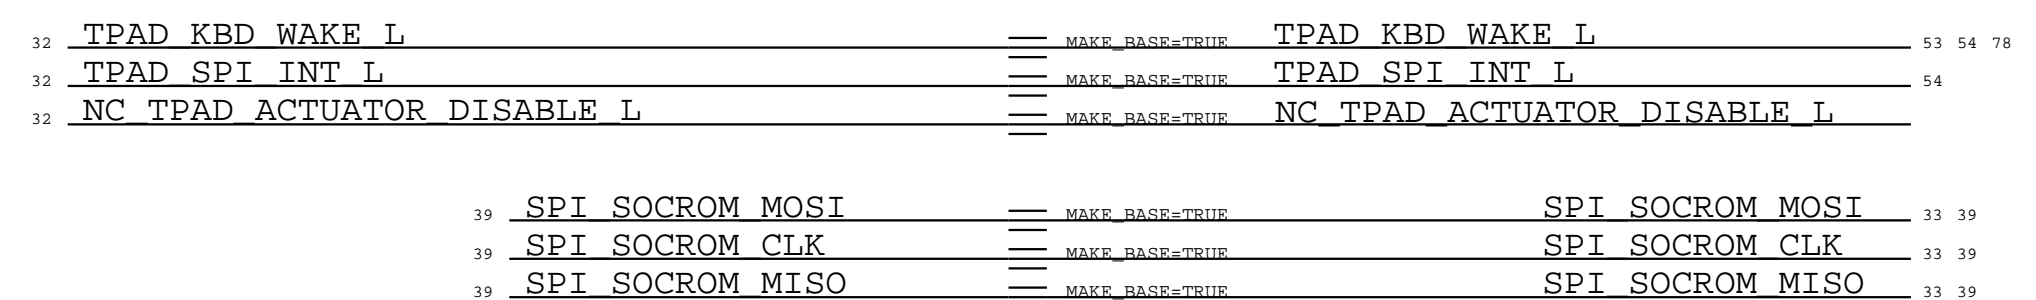 32 TPAD_KBD_WAKE_L MAKE_BASE=TRUE TPAD_KBD_WAKE_L 53 54 78
32 TPAD_SPI_INT_L MAKE_BASE=TRUE TPAD_SPI_INT_L 54
32 NC_TPAD_ACTUATOR_DISABLE_L MAKE_BASE=TRUE NC_TPAD_ACTUATOR_DISABLE_L
39 SPI_SOCROM_MOSI MAKE_BASE=TRUE SPI_SOCROM_MOSI 33 39
39 SPI_SOCROM_CLK MAKE_BASE=TRUE SPI_SOCROM_CLK 33 39
39 SPI_SOCROM_MISO MAKE_BASE=TRUE SPI_SOCROM_MISO 33 39